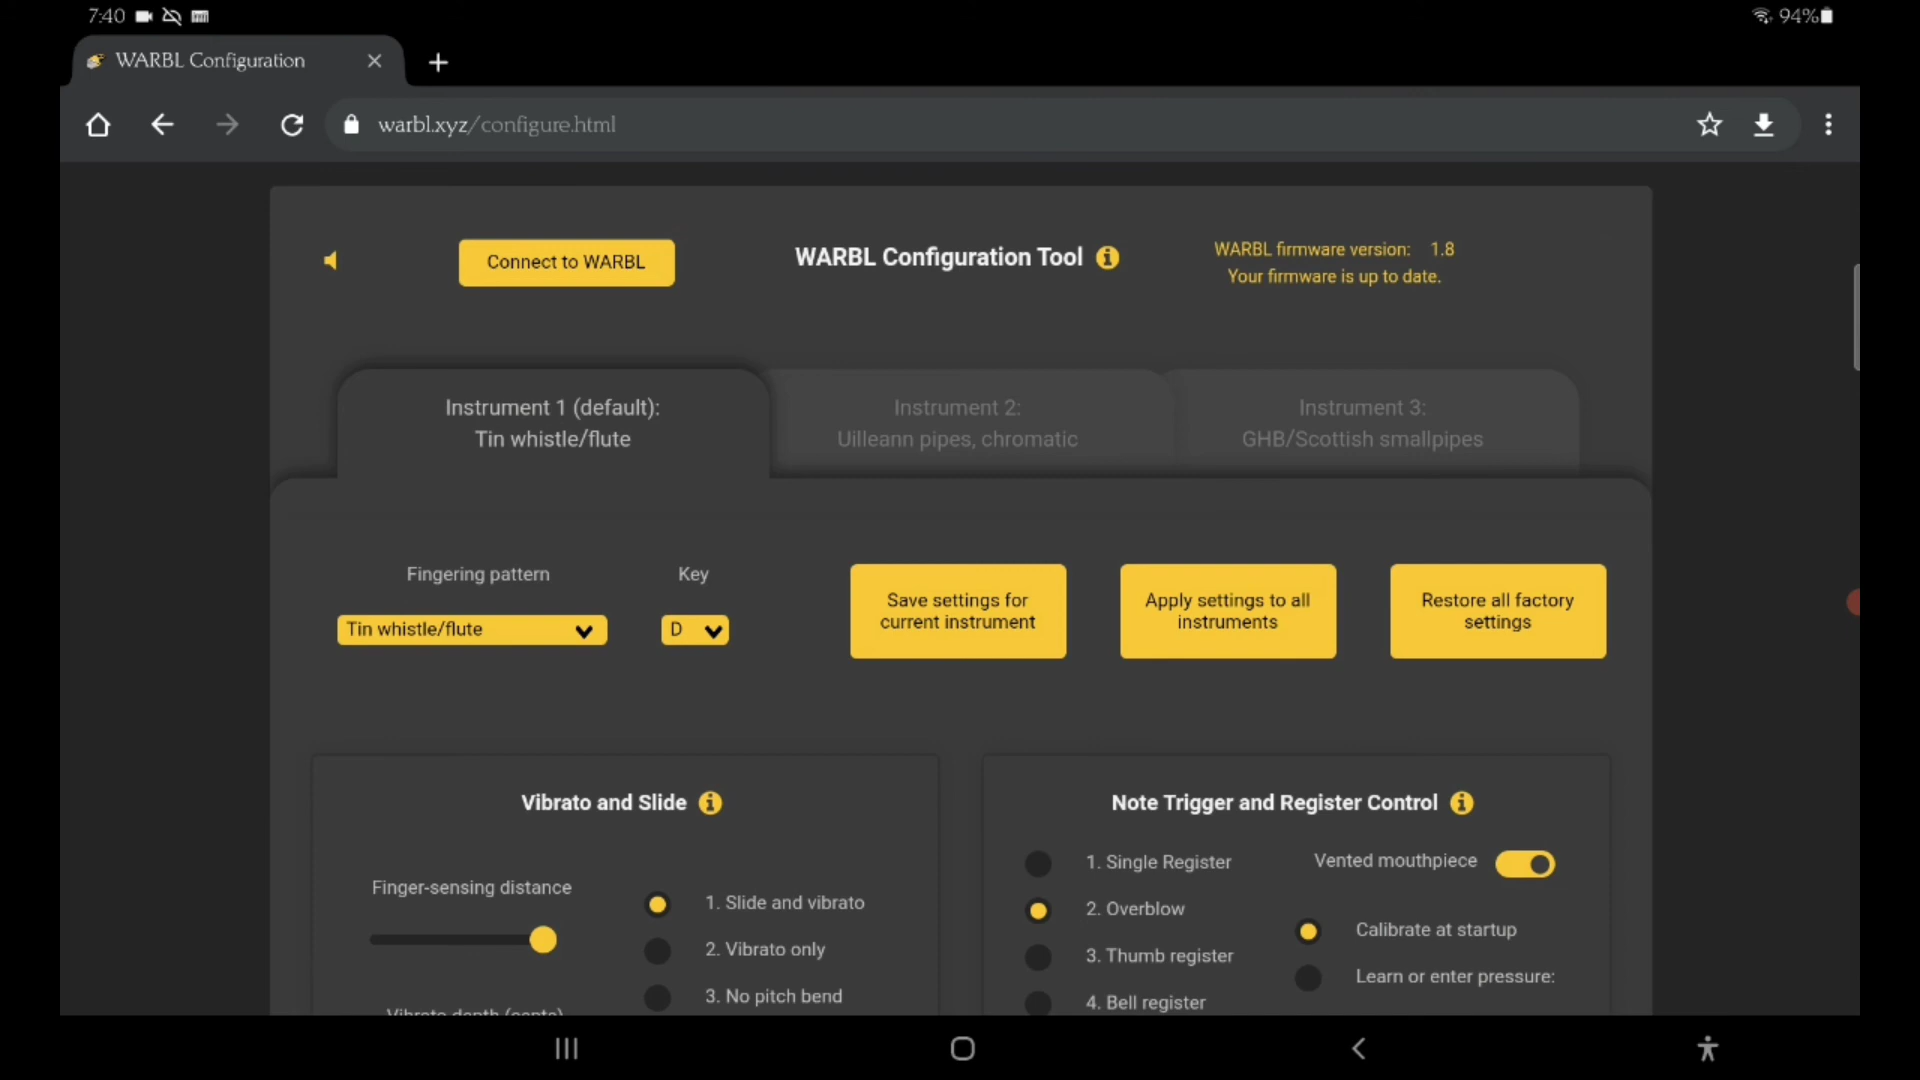 7:40
94%
WARBL Configuration
warbl.xyz/configure.html
Connect to WARBL
WARBL Configuration Tool
WARBL firmware version: 1.8
Your firmware is up to date.
Instrument 1 (default):
Tin whistle/flute
Instrument 2:
Uilleann pipes, chromatic
Instrument 3:
GHB/Scottish smallpipes
Fingering pattern
Key
Tin whistle/flute
D
Save settings for
current instrument
Apply settings to all
instruments
Restore all factory
settings
Vibrato and Slide
Finger-sensing distance
1. Slide and vibrato
2. Vibrato only
3. No pitch bend
Vibrato depth (cents)
Note Trigger and Register Control
1. Single Register
2. Overblow
3. Thumb register
4. Bell register
Vented mouthpiece
Calibrate at startup
Learn or enter pressure: